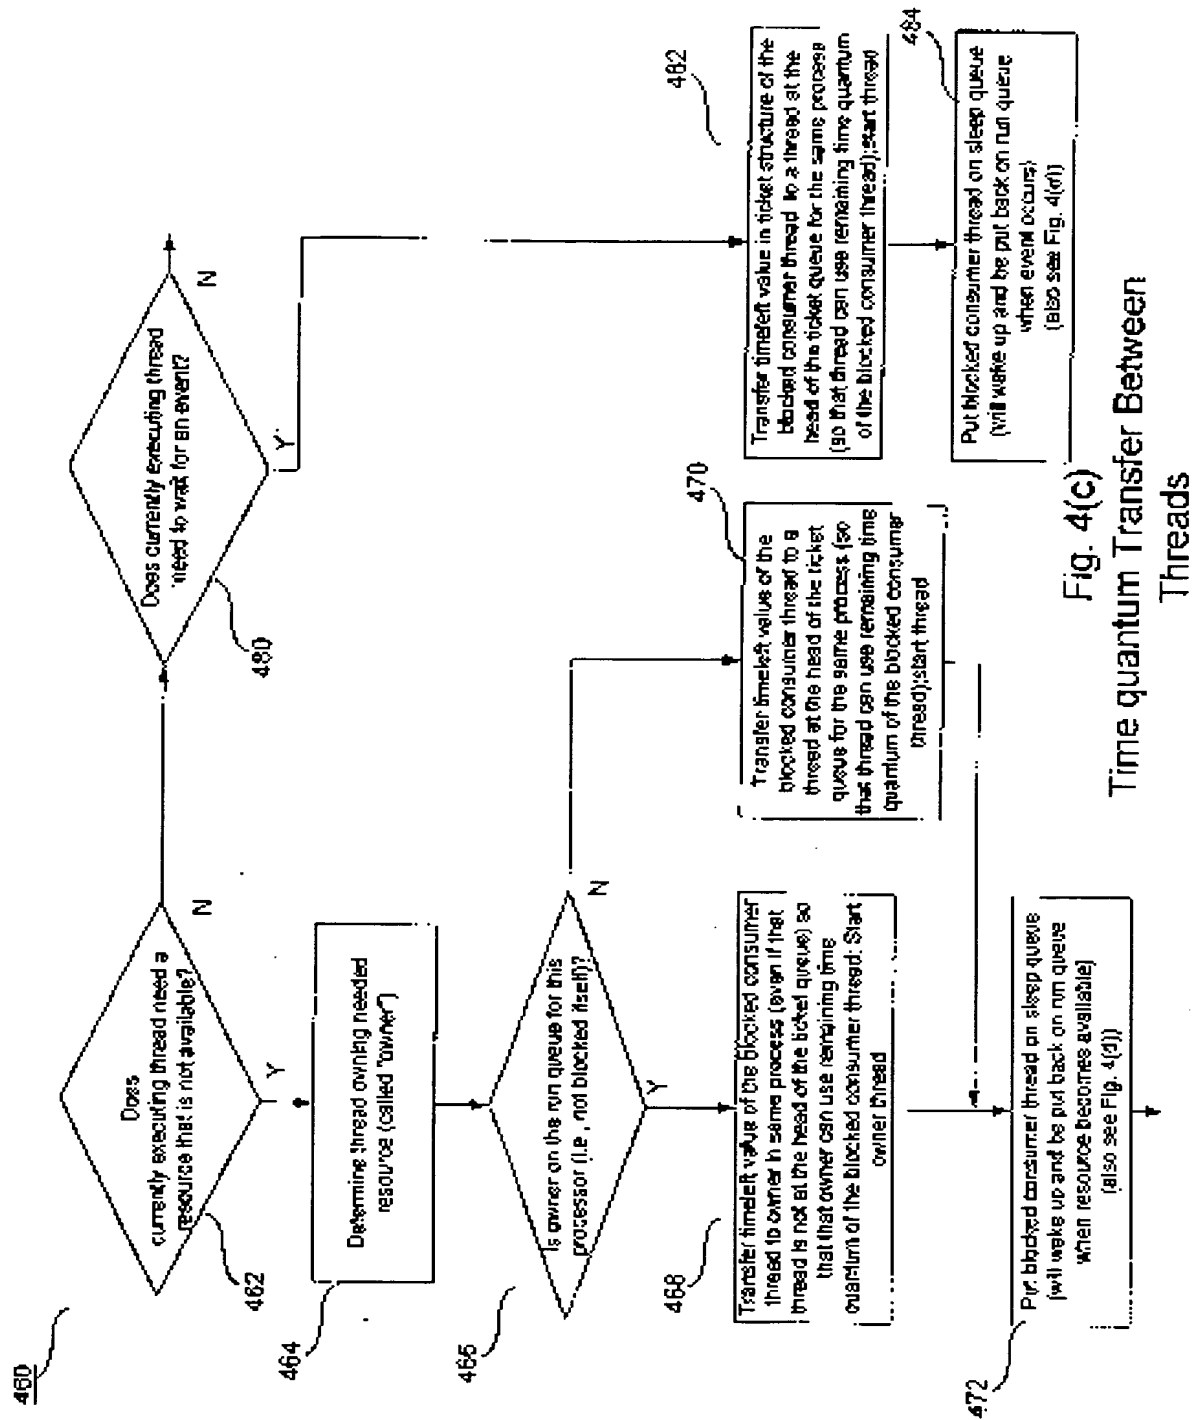 460
Does
currently executing thread need a
resource that is not available?
462
N
Y
Does currently executing thread
need to wait for an event?
480
N
Y
Determine thread owning needed
resource (called "owner")
464
Is owner on the run queue for this
processor (i.e., not blocked itself)?
466
N
Y
Transfer timeleft value of the blocked consumer
thread to owner in same process (even if that
thread is not at the head of the ticket queue) so
that that owner can use remaining time
quantum of the blocked consumer thread; Start
owner thread
468
Transfer timeleft value of the
blocked consumer thread to a
thread at the head of the ticket
queue for the same process (so
that thread can use remaining time
quantum of the blocked consumer
thread);start thread
470
Transfer timeleft value in ticket structure of the
blocked consumer thread to a thread at the
head of the ticket queue for the same process
(so that thread can use remaining time quantum
of the blocked consumer thread);start thread
482
Put blocked consumer thread on sleep queue
(will wake up and be put back on run queue
when resource becomes available)
(also see Fig. 4(d))
472
Put blocked consumer thread on sleep queue
(will wake up and be put back on run queue
when event occurs)
(also see Fig. 4(d))
484
Fig. 4(c)
Time quantum Transfer Between
Threads